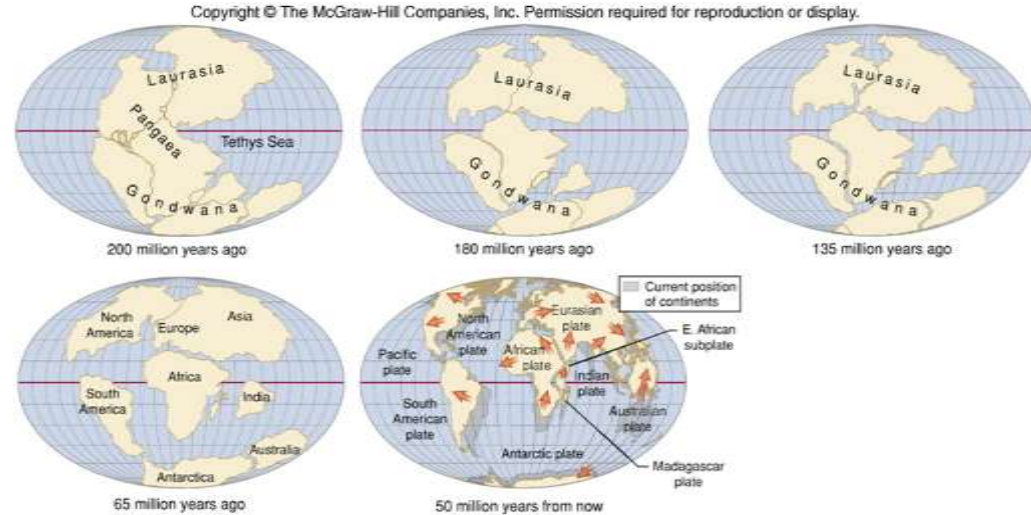 Copyright © The McGraw-Hill Companies, Inc. Permission required for reproduction or display.
Laurasia
Pangaea
Tethys Sea
Gondwana
200 million years ago
Laurasia
Gondwana
180 million years ago
Laurasia
Gondwana
135 million years ago
North
America
Europe
Asia
Africa
South
America
India
Australia
Antarctica
65 million years ago
Current position
of continents
North
American
plate
Eurasian
plate
E. African
subplate
Pacific
plate
African
plate
Indian
plate
South
American
plate
Australian
plate
Antarctic plate
Madagascar
plate
50 million years from now